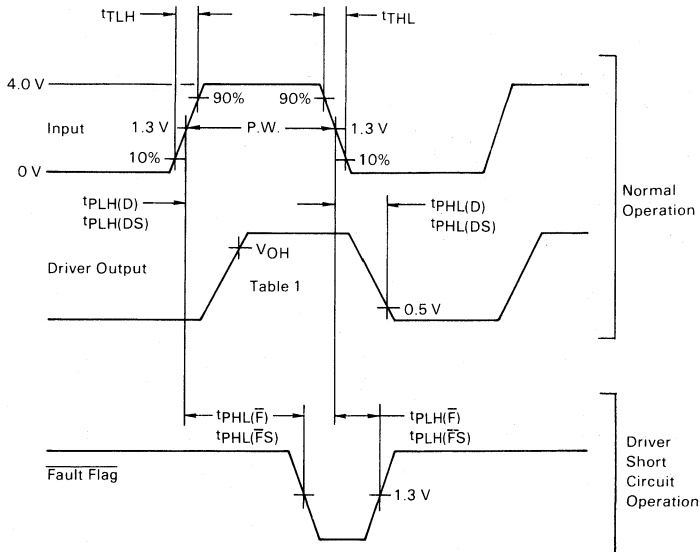 tTLH
tTHL
4.0 V
90%
90%
Input
1.3 V
P.W.
1.3 V
10%
10%
0 V
tPLH(D)
tPLH(DS)
tPHL(D)
tPHL(DS)
Normal
Operation
VOH
Driver Output
Table 1
0.5 V
tPHL(F̅)
tPHL(F̅S)
tPLH(F̅)
tPLH(F̅S)
Fault Flag
1.3 V
Driver
Short
Circuit
Operation